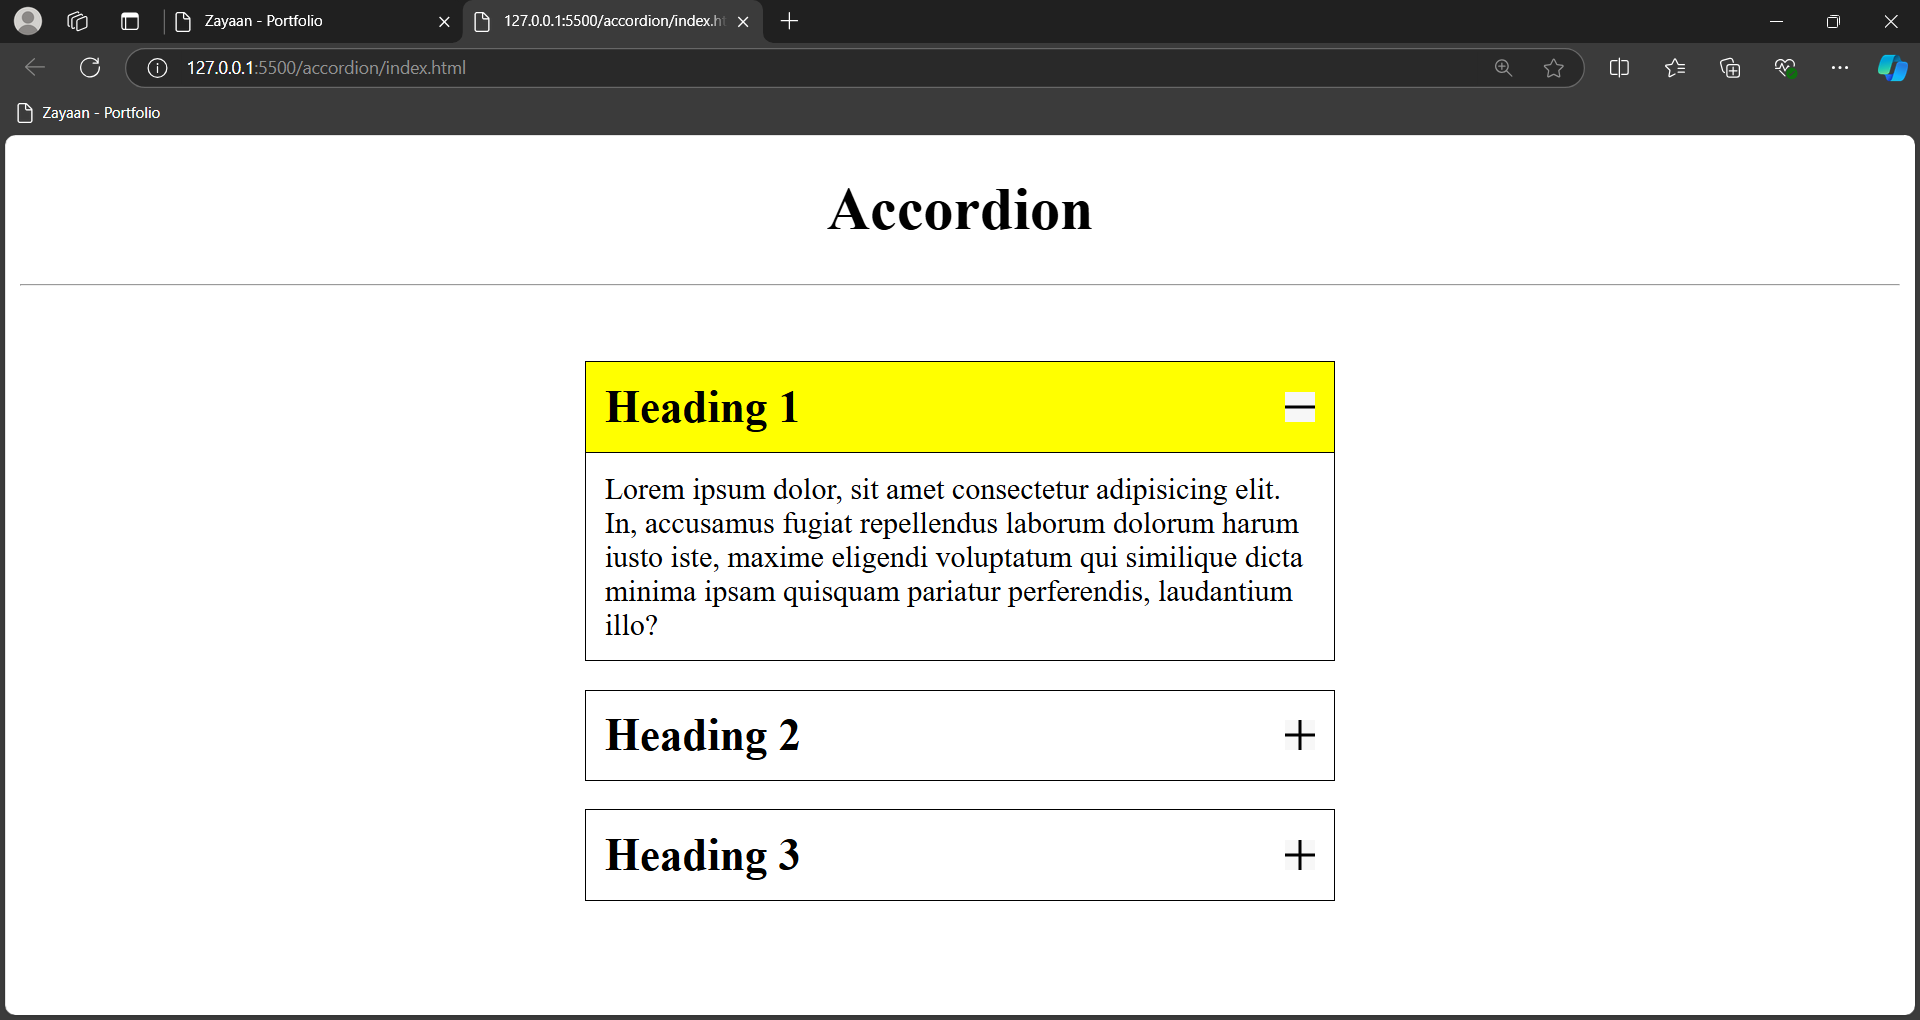 Zayaan - Portfolio
127.0.0.1:5500/accordion/index.ht
127.0.0.1:5500/accordion/index.html
Zayaan - Portfolio
Accordion
Heading 1
Lorem ipsum dolor, sit amet consectetur adipisicing elit.
In, accusamus fugiat repellendus laborum dolorum harum
iusto iste, maxime eligendi voluptatum qui similique dicta
minima ipsam quisquam pariatur perferendis, laudantium
illo?
Heading 2
Heading 3